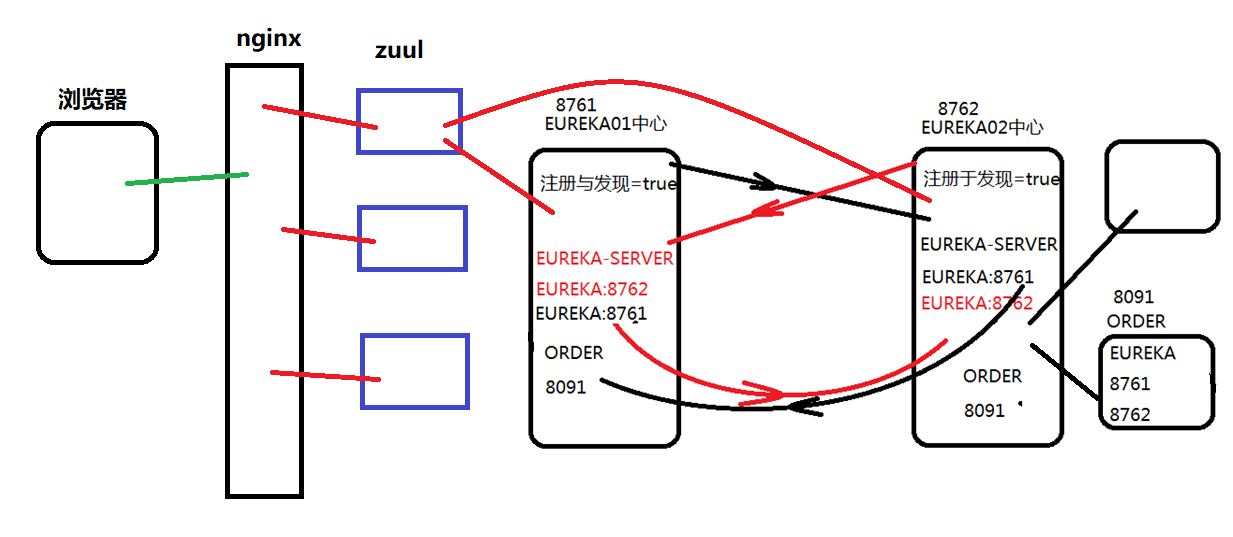 nginx
zuul
浏览器
8761
EUREKA01中心
注册与发现=true
EUREKA-SERVER
EUREKA:8762
EUREKA:8761
ORDER
8091
8762
EUREKA02中心
注册于发现=true
EUREKA-SERVER
EUREKA:8761
EUREKA:8762
ORDER
8091
8091
ORDER
EUREKA
8761
8762